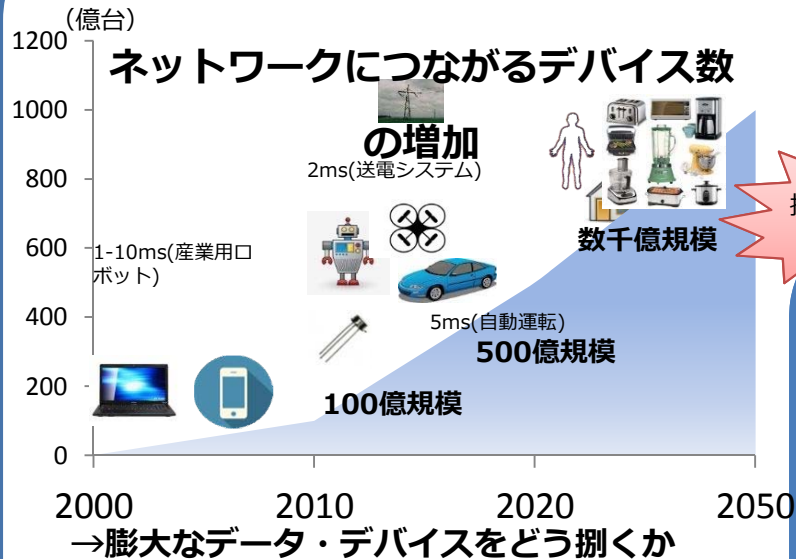 (億台)
1200
ネットワークにつながるデバイス数
1000
の増加
2ms(送電システム)
800
数千億規模
600
1-10ms(産業用ロ
ボット)
400
5ms(自動運転)
500億規模
200
100億規模
0
2000
2010
2020
2050
→膨大なデータ・デバイスをどう捌くか